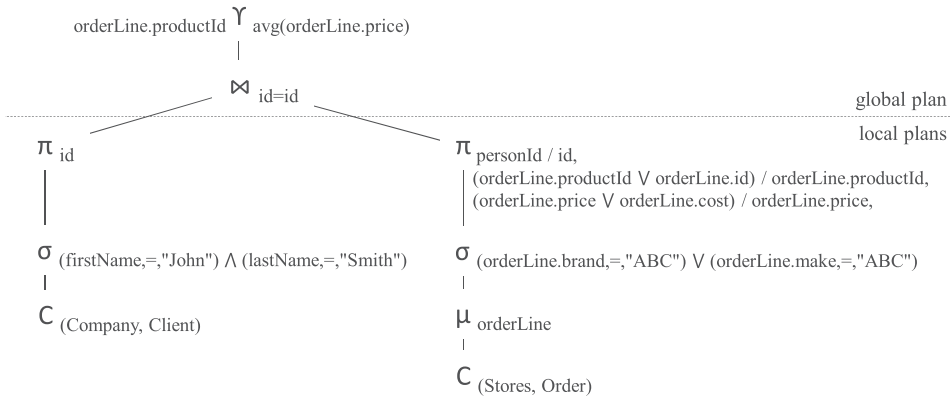 orderLine.productId ϒ avg(orderLine.price)
⋈ id=id
global plan
local plans
π id
π personId / id,
(orderLine.productId V orderLine.id) / orderLine.productId,
(orderLine.price V orderLine.cost) / orderLine.price,
σ (firstName,=,"John") Λ (lastName,=,"Smith")
σ (orderLine.brand,=,"ABC") V (orderLine.make,=,"ABC")
C (Company, Client)
μ orderLine
C (Stores, Order)